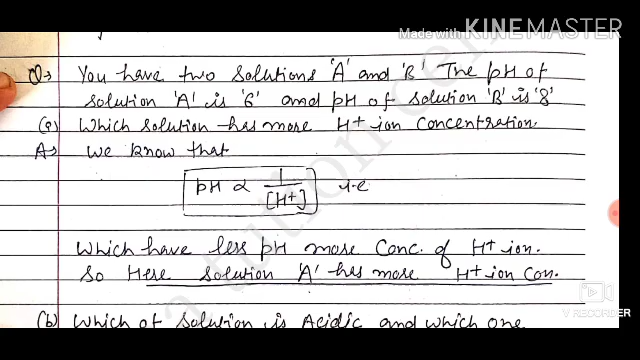 Made with KINEMASTER
Q→ You have two solutions 'A' and 'B' The pH of
solution 'A' is '6' and pH of solution 'B' is '8'
(a) Which solution has more H+ ion Concentration
A→ We know that
pH ∝ 1/[H+] i.e
Which have less pH more Conc. of H+ ion.
So Here solution 'A' has more H+ ion Con.
(b) Which of solution is Acidic and which one
a tuition
V RECORDER